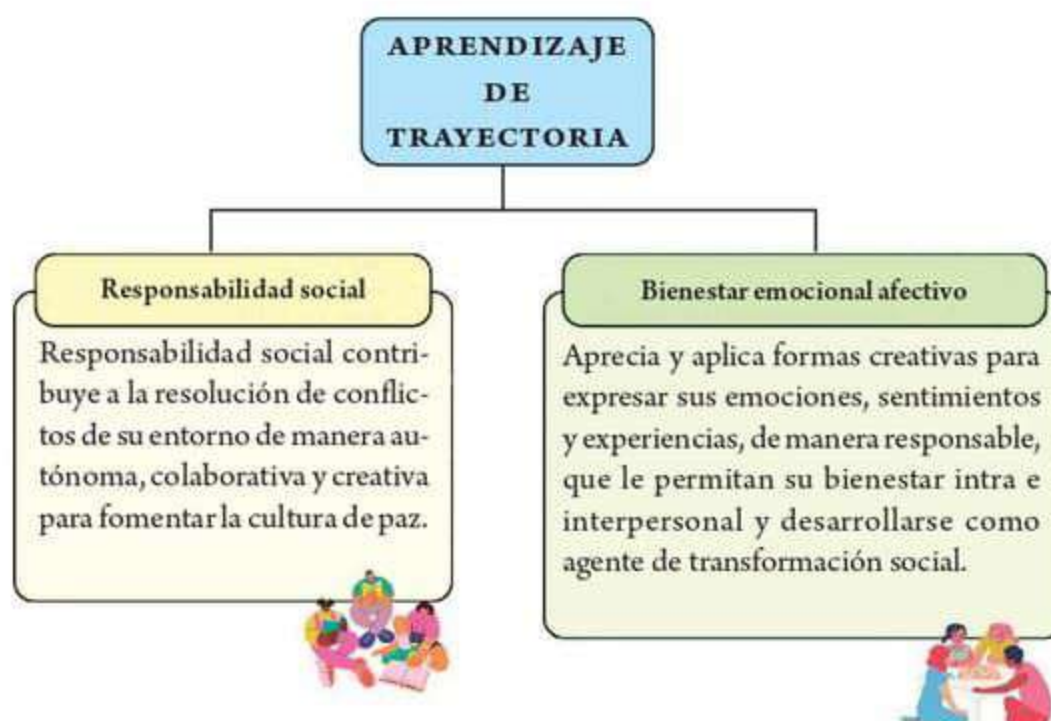 APRENDIZAJE
DE
TRAYECTORIA
Responsabilidad social
Responsabilidad social contri-
buye a la resolución de conflic-
tos de su entorno de manera au-
tónoma, colaborativa y creativa
para fomentar la cultura de paz.
Bienestar emocional afectivo
Aprecia y aplica formas creativas para
expresar sus emociones, sentimientos
y experiencias, de manera responsable,
que le permitan su bienestar intra e
interpersonal y desarrollarse como
agente de transformación social.